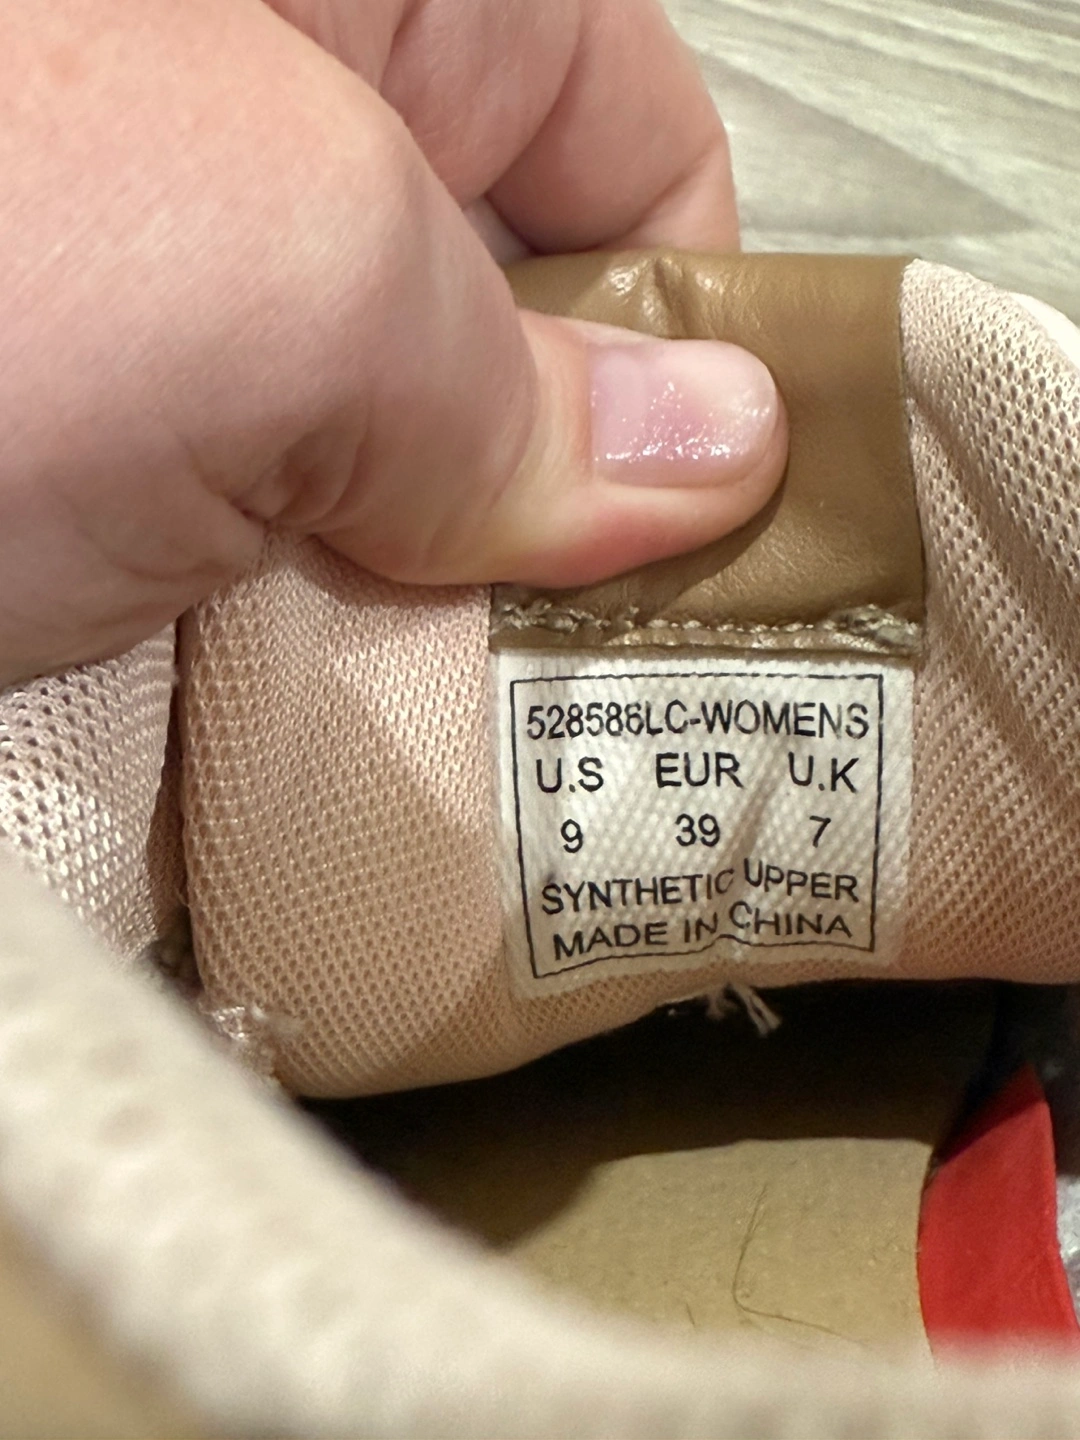 528586LC-WOMENS
U.S EUR U.K
9 39 7
SYNTHETIC UPPER
MADE IN CHINA